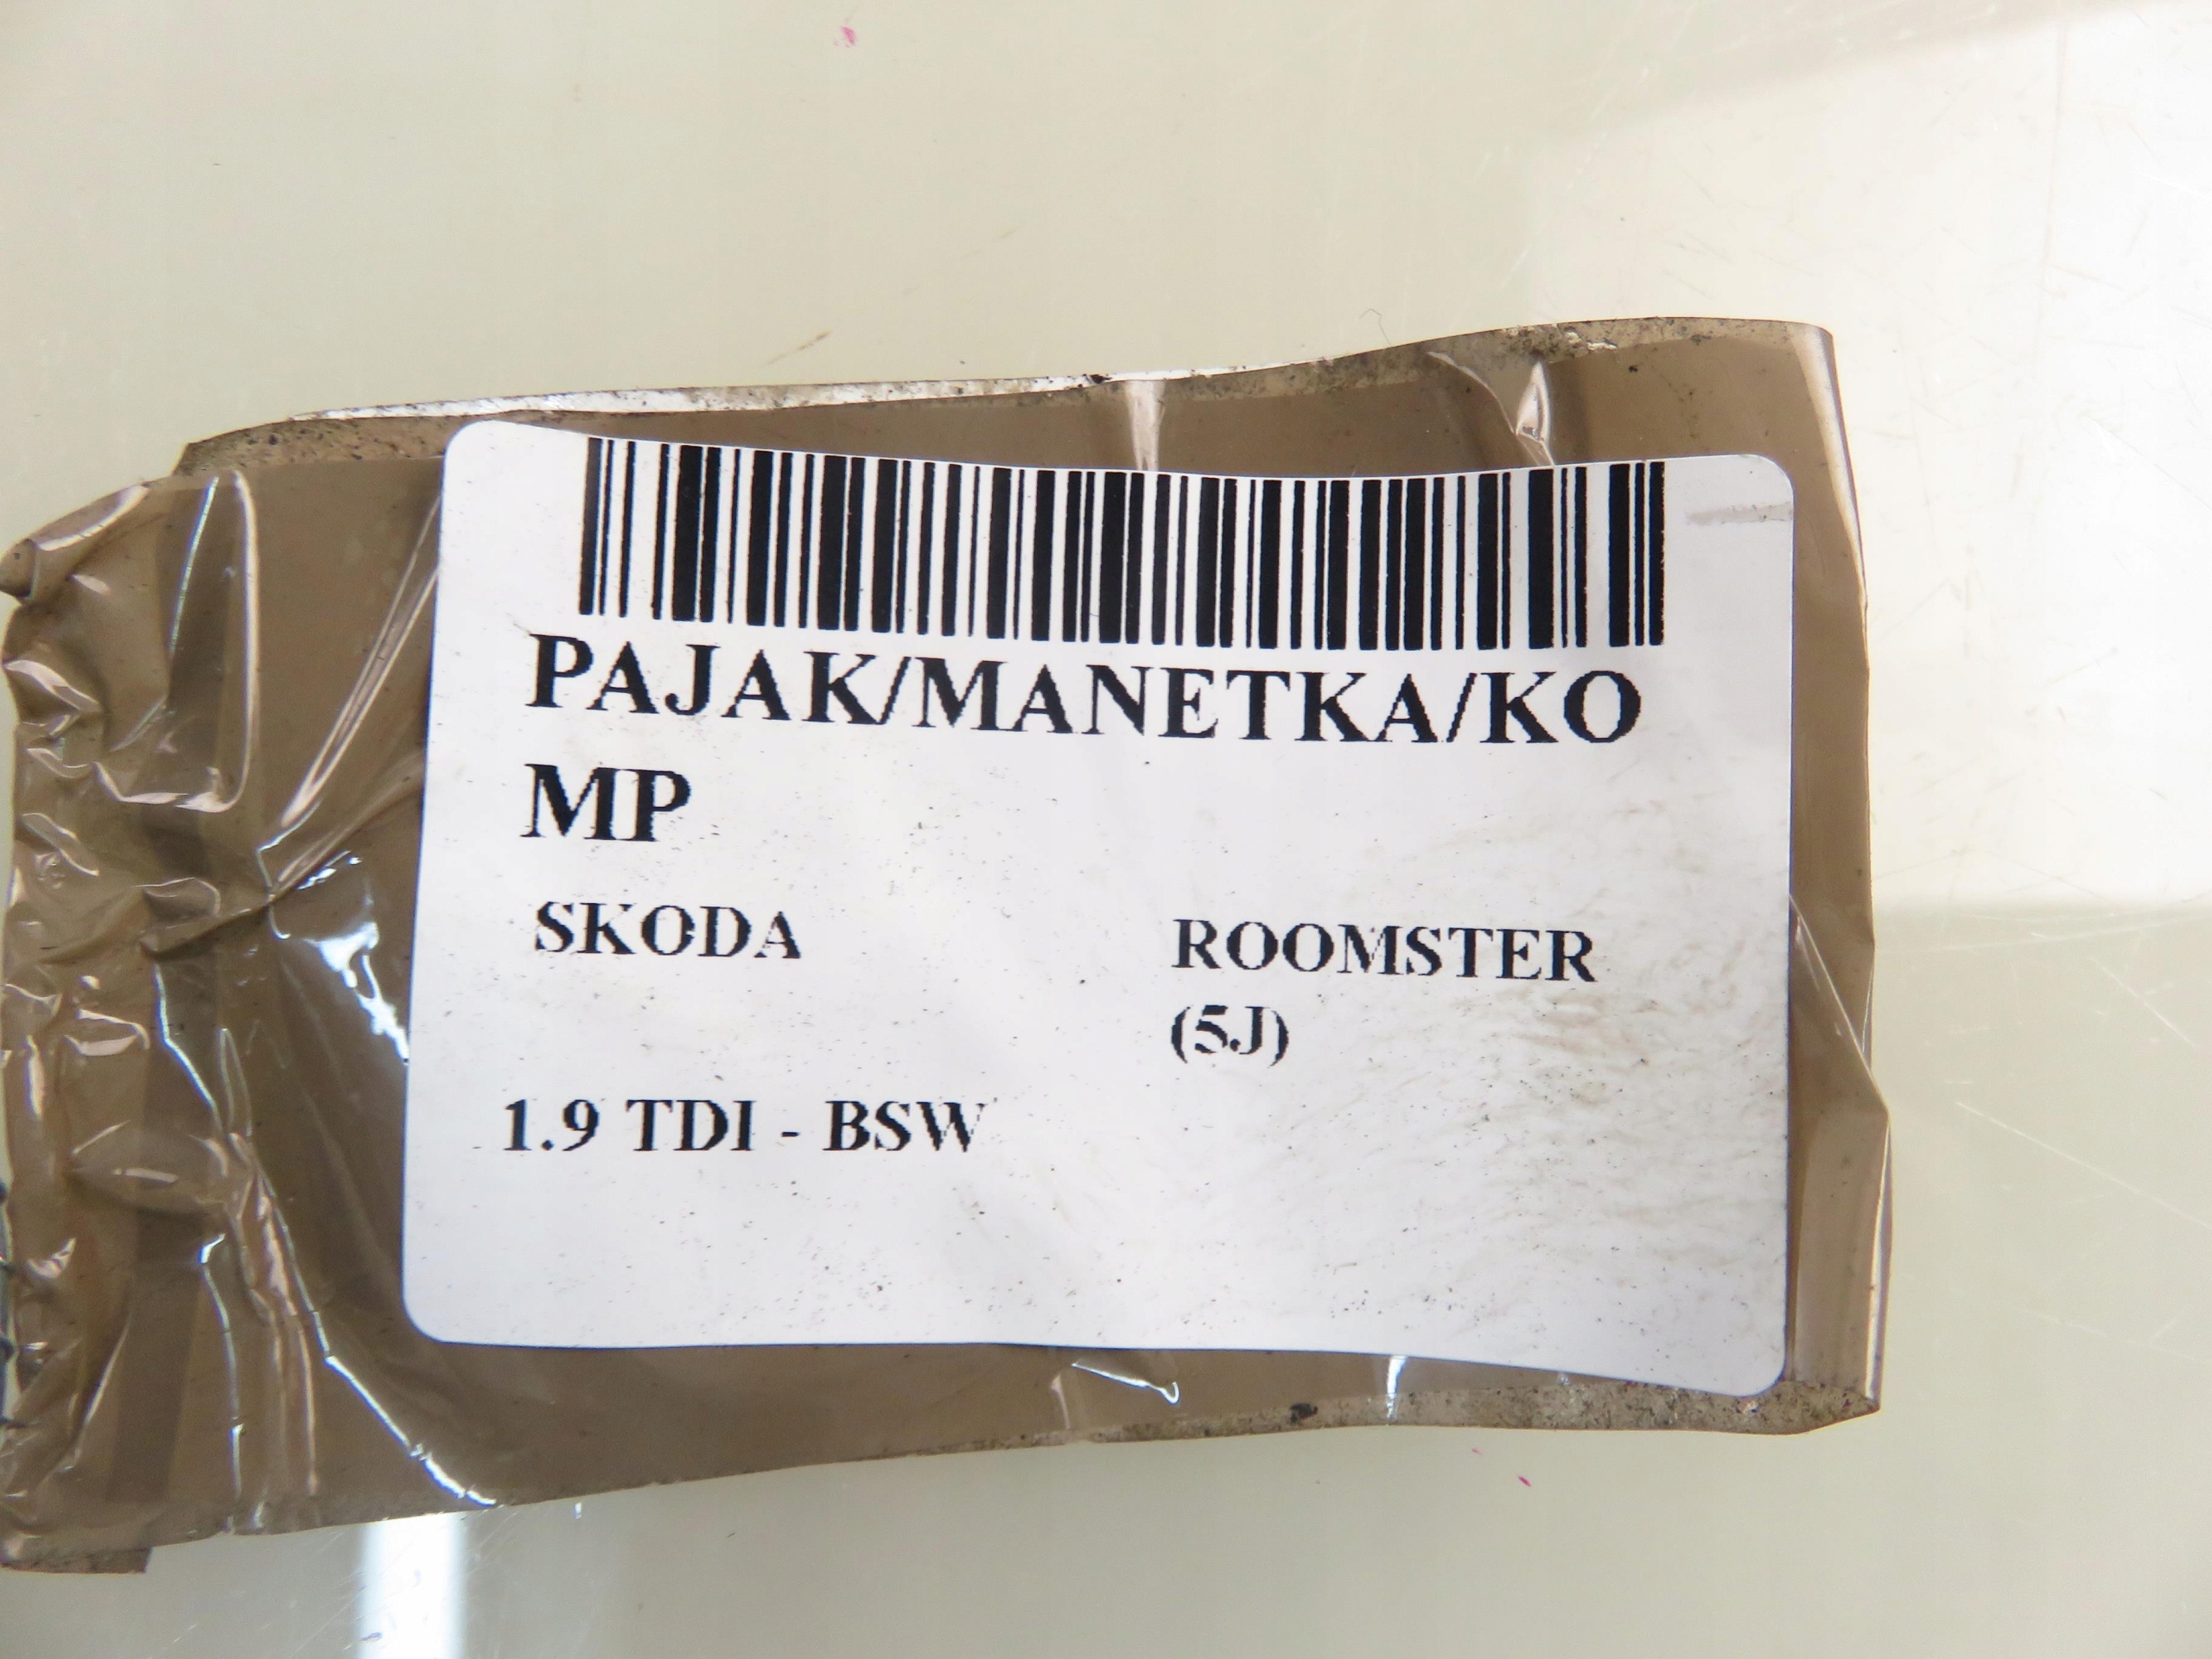 PAJAK/MANETKA/KO
MP
SKODA ROOMSTER
(5J)
1.9 TDI - BSW